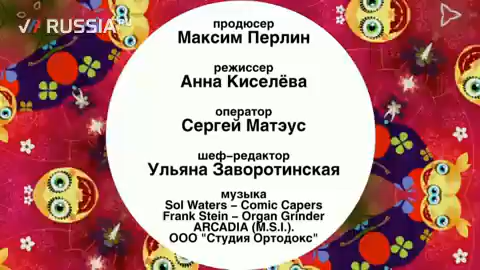 RUSSIA
продюсер
Максим Перлин
режиссер
Анна Киселёва
оператор
Сергей Матэус
шеф-редактор
Ульяна Заворотинская
музыка
Sol Waters – Comic Capers
Frank Stein – Organ Grinder
ARCADIA (M.S.I.).
ООО "Студия Ортодокс"